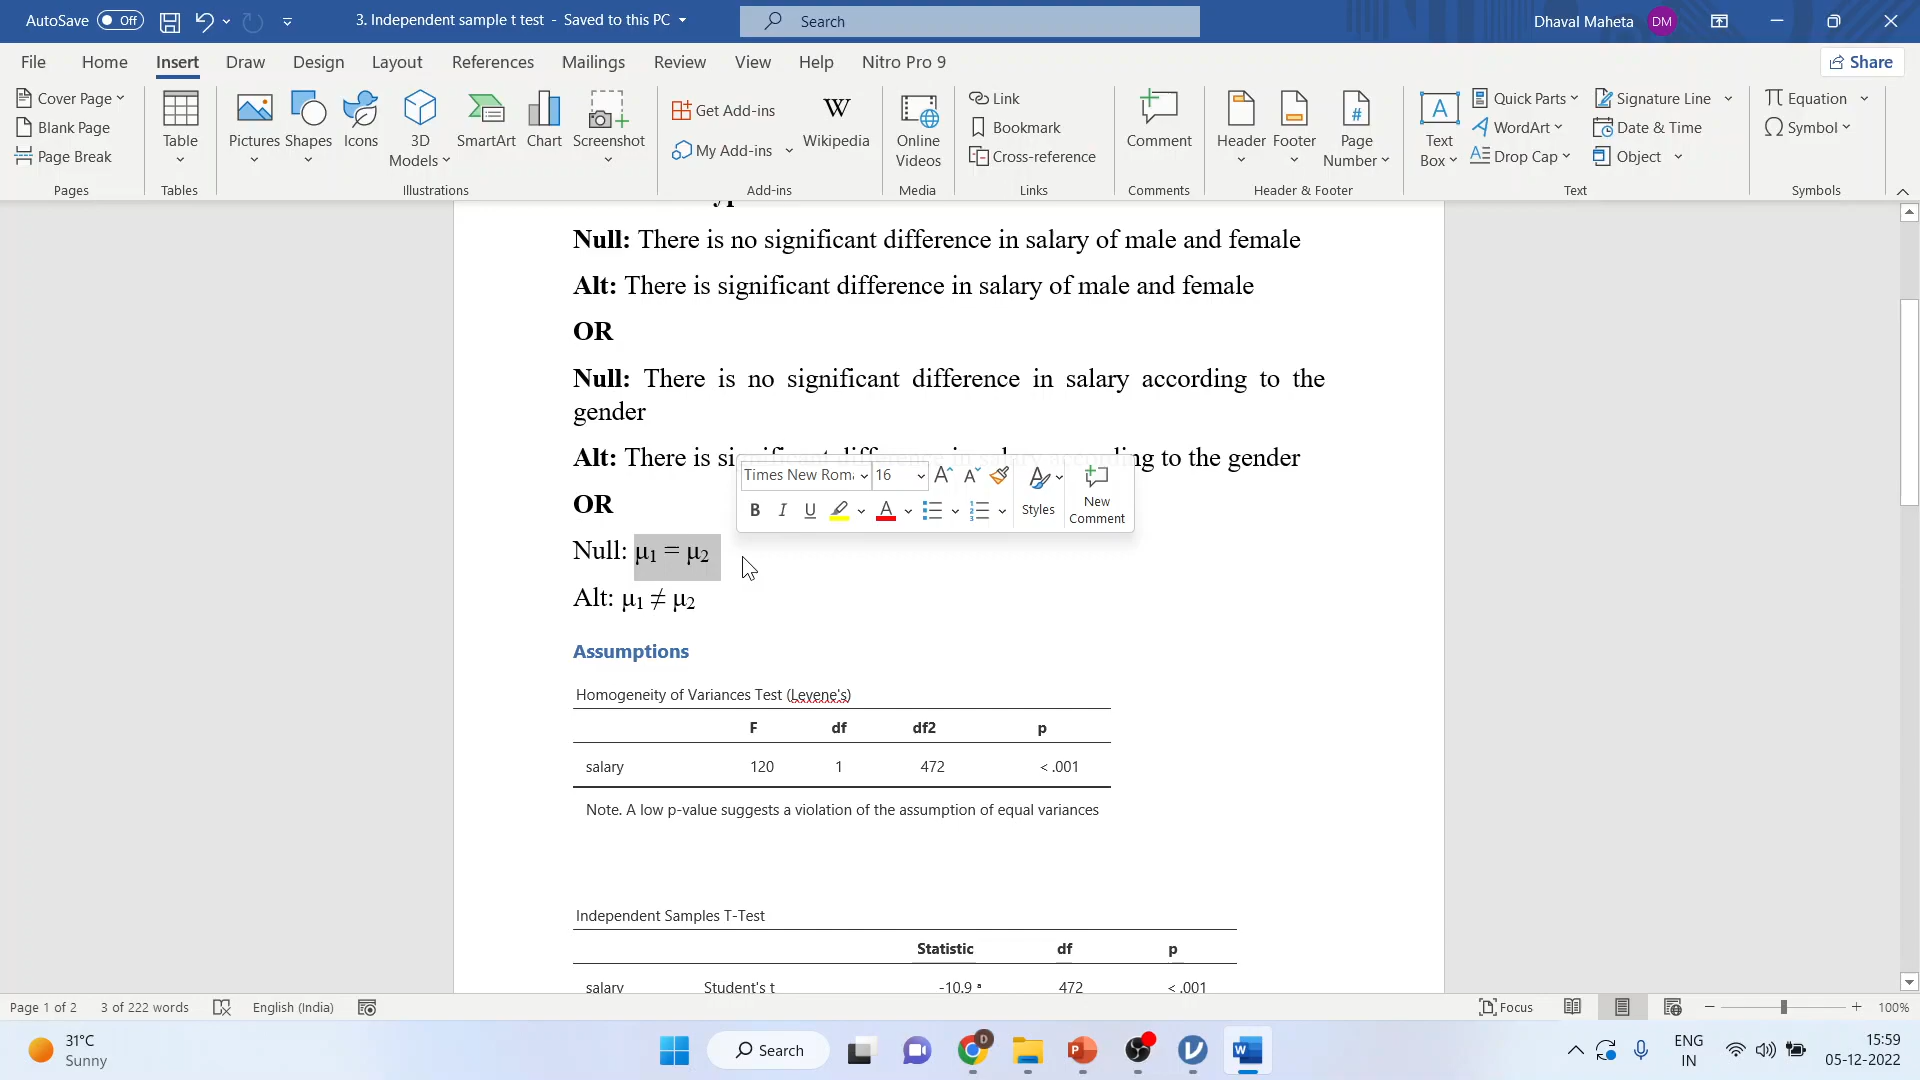 AutoSave Off 3. Independent sample t test - Saved to this PC Search Dhaval Maheta DM
File Home Insert Draw Design Layout References Mailings Review View Help Nitro Pro 9 Share
Cover Page
Blank Page
Page Break
Pages
Table
Tables
Pictures Shapes Icons 3D Models SmartArt Chart Screenshot
Illustrations
Get Add-ins
My Add-ins
Wikipedia
Add-ins
Online Videos
Media
Link
Bookmark
Cross-reference
Links
Comment
Comments
Header Footer Page Number
Header & Footer
Text Box
Quick Parts
WordArt
Drop Cap
Signature Line
Date & Time
Object
Text
Equation
Symbol
Symbols
Null: There is no significant difference in salary of male and female
Alt: There is significant difference in salary of male and female
OR
Null: There is no significant difference in salary according to the
gender
Alt: There is significant difference in salary according to the gender
Times New Rom 16
B I U
Styles
New Comment
OR
Null: μ₁ = μ₂
Alt: μ₁ ≠ μ₂
Assumptions
Homogeneity of Variances Test (Levene's)
F df df2 p
salary 120 1 472 < .001
Note. A low p-value suggests a violation of the assumption of equal variances
Independent Samples T-Test
Statistic df p
salary Student's t -10.9 ᵃ 472 < .001
Page 1 of 2 3 of 222 words English (India) Focus 100%
31°C
Sunny
Search
ENG
IN
15:59
05-12-2022